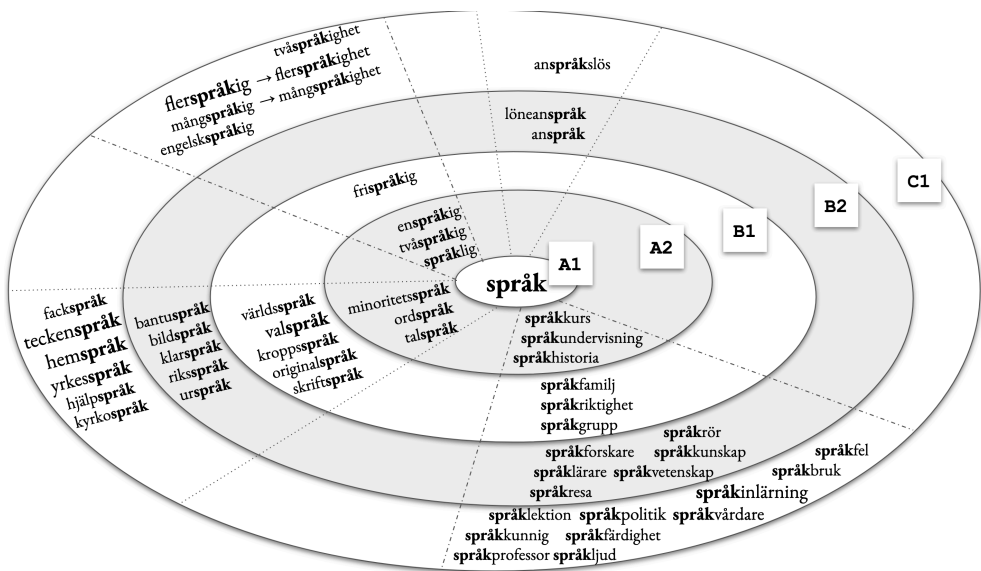 tvåspråkighet
flerspråkig → flerspråkighet
mångspråkig → mångspråkighet
engelskspråkig
anspråkslös
löneanspråk
anspråk
frispråkig
enspråkig
tvåspråkig
språklig
C1
B2
B1
A2
A1
språk
fackspråk
teckenspråk
hemspråk
yrkesspråk
hjälpspråk
kyrkospråk
bantuspråk
bildspråk
klarspråk
riksspråk
urspråk
världsspråk
valspråk
kroppsspråk
originalspråk
skriftspråk
minoritetsspråk
ordspråk
talspråk
språkkurs
språkundervisning
språkhistoria
språkfamilj
språkriktighet
språkgrupp
språkrör
språkforskare språkkunskap
språklärare språkvetenskap
språkresa
språkfel
språkbruk
språkinlärning
språklektion språkpolitik språkvårdare
språkkunnig språkfärdighet
språkprofessor språkljud